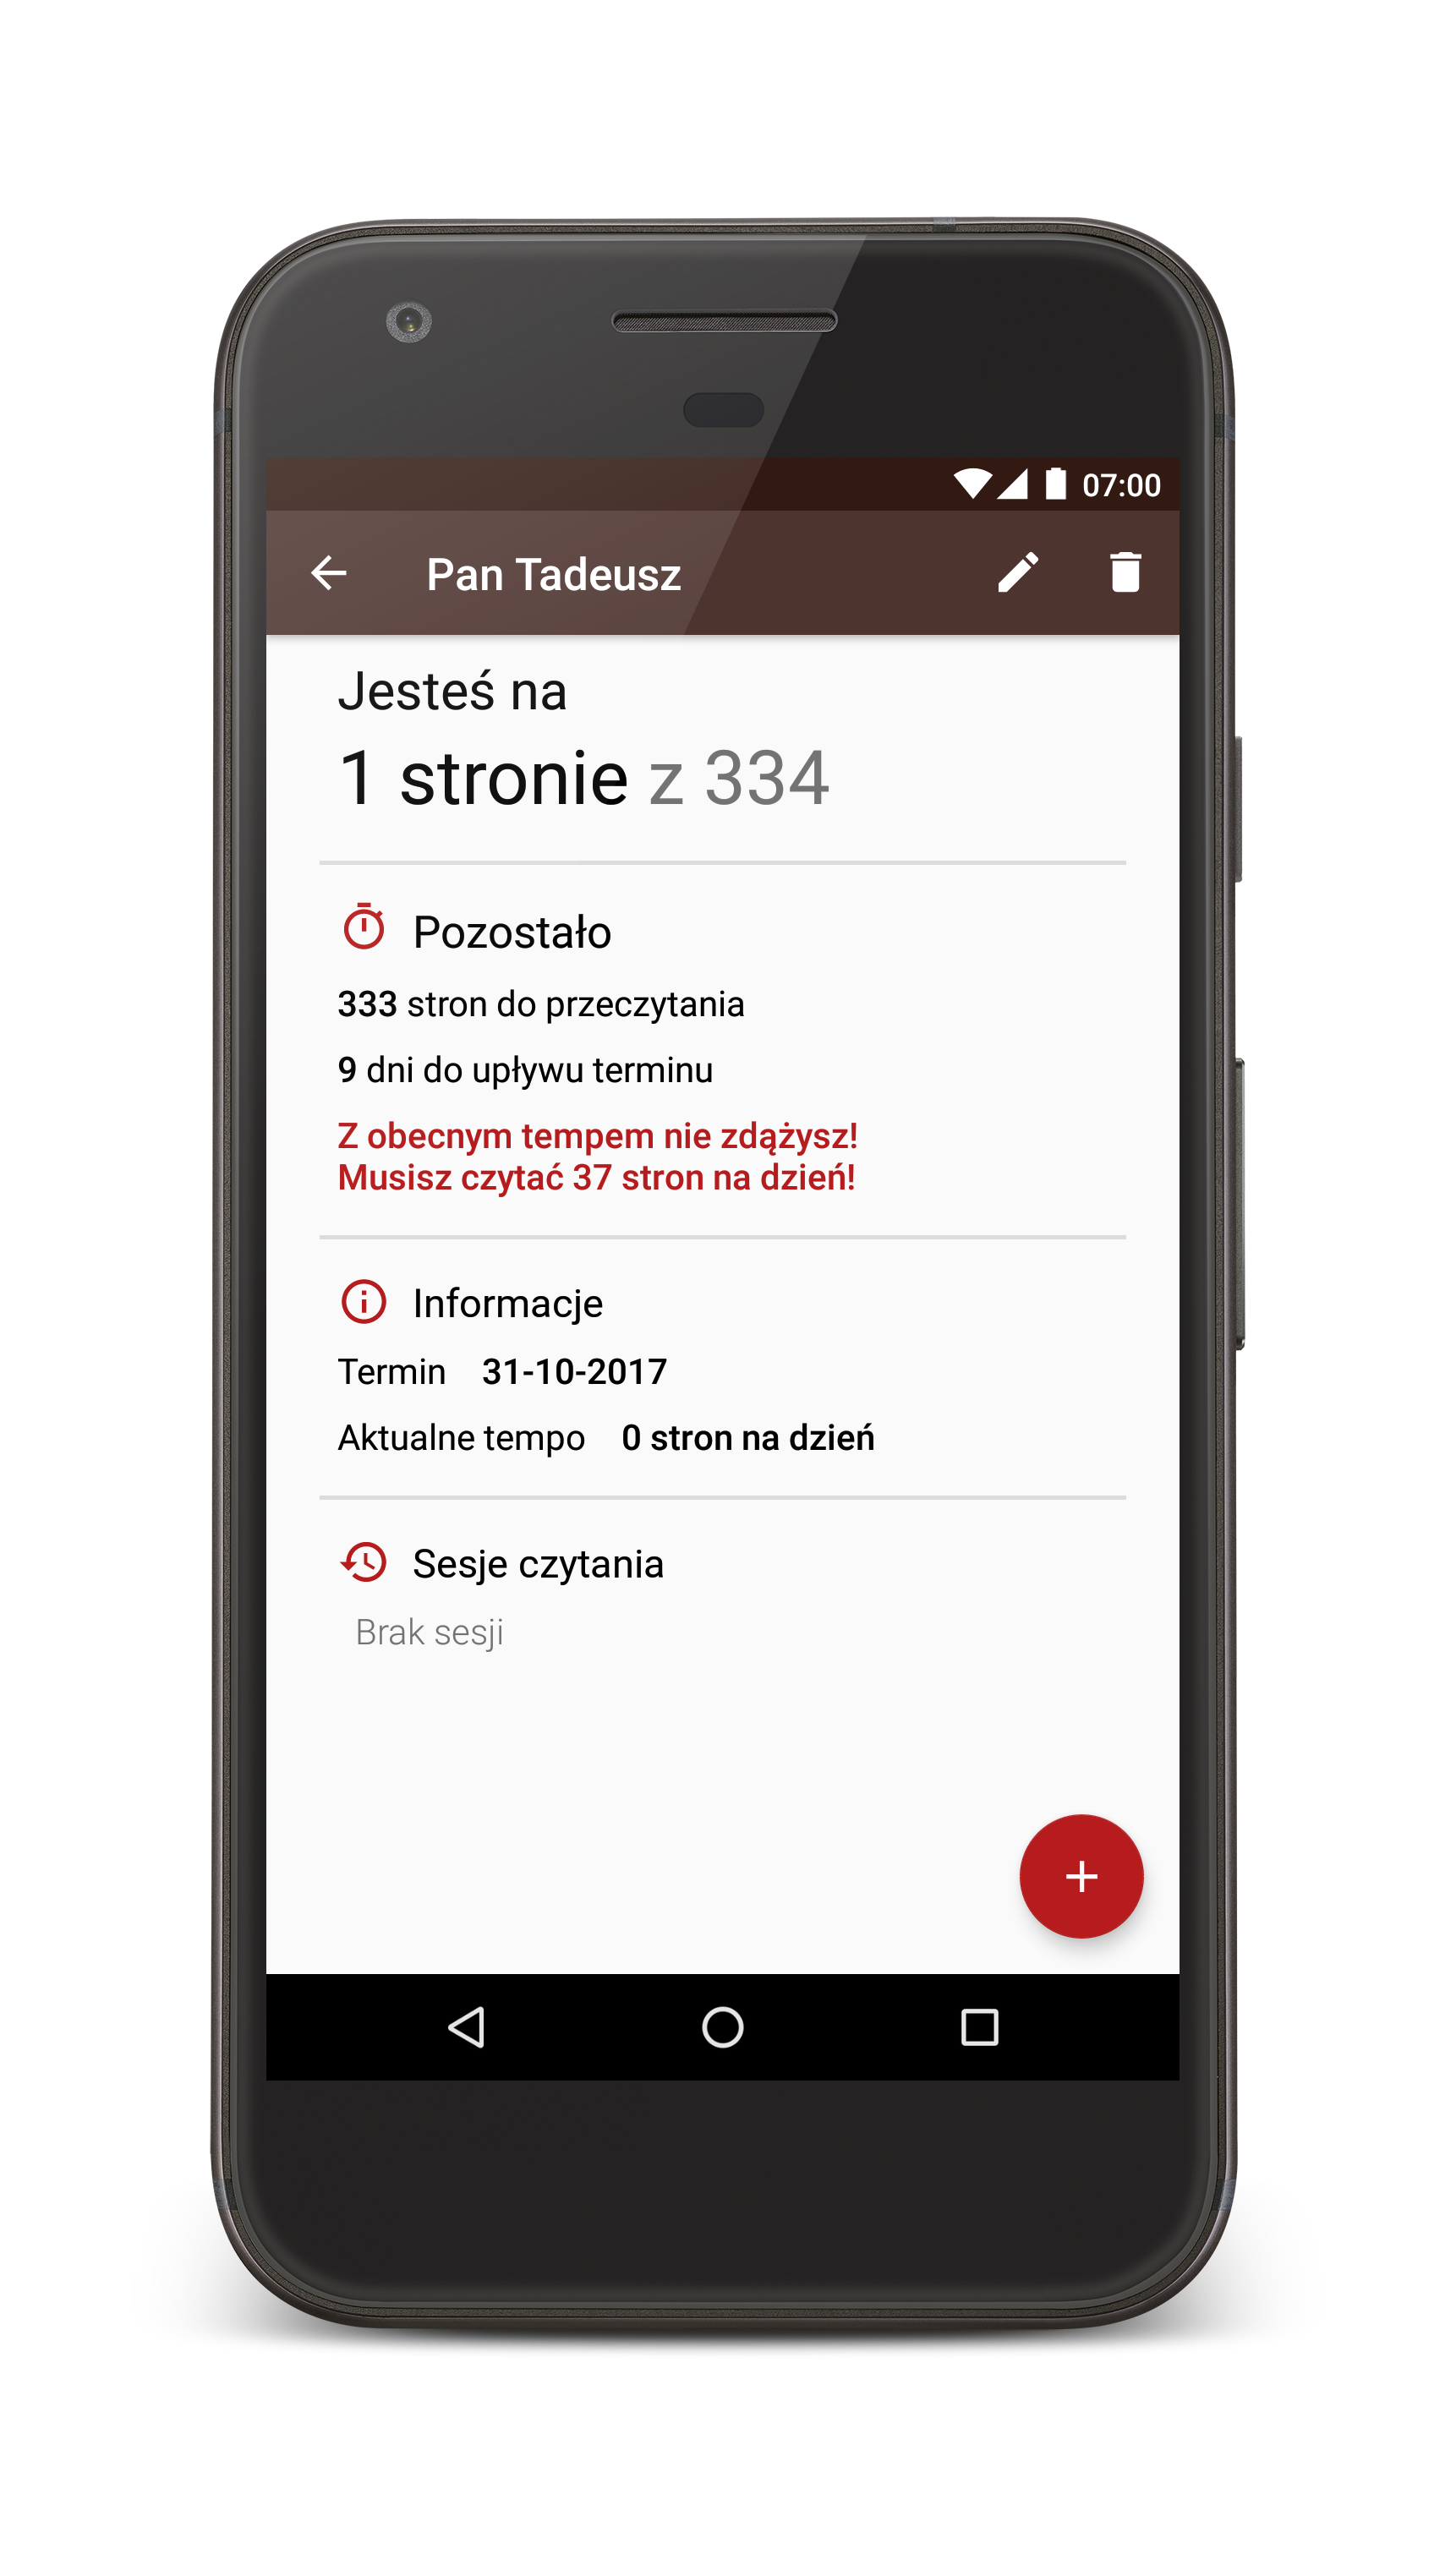 07:00
Pan Tadeusz
Jesteś na
1 stronie z 334
Pozostało
333 stron do przeczytania
9 dni do upływu terminu
Z obecnym tempem nie zdążysz!
Musisz czytać 37 stron na dzień!
Informacje
Termin 31-10-2017
Aktualne tempo 0 stron na dzień
Sesje czytania
Brak sesji